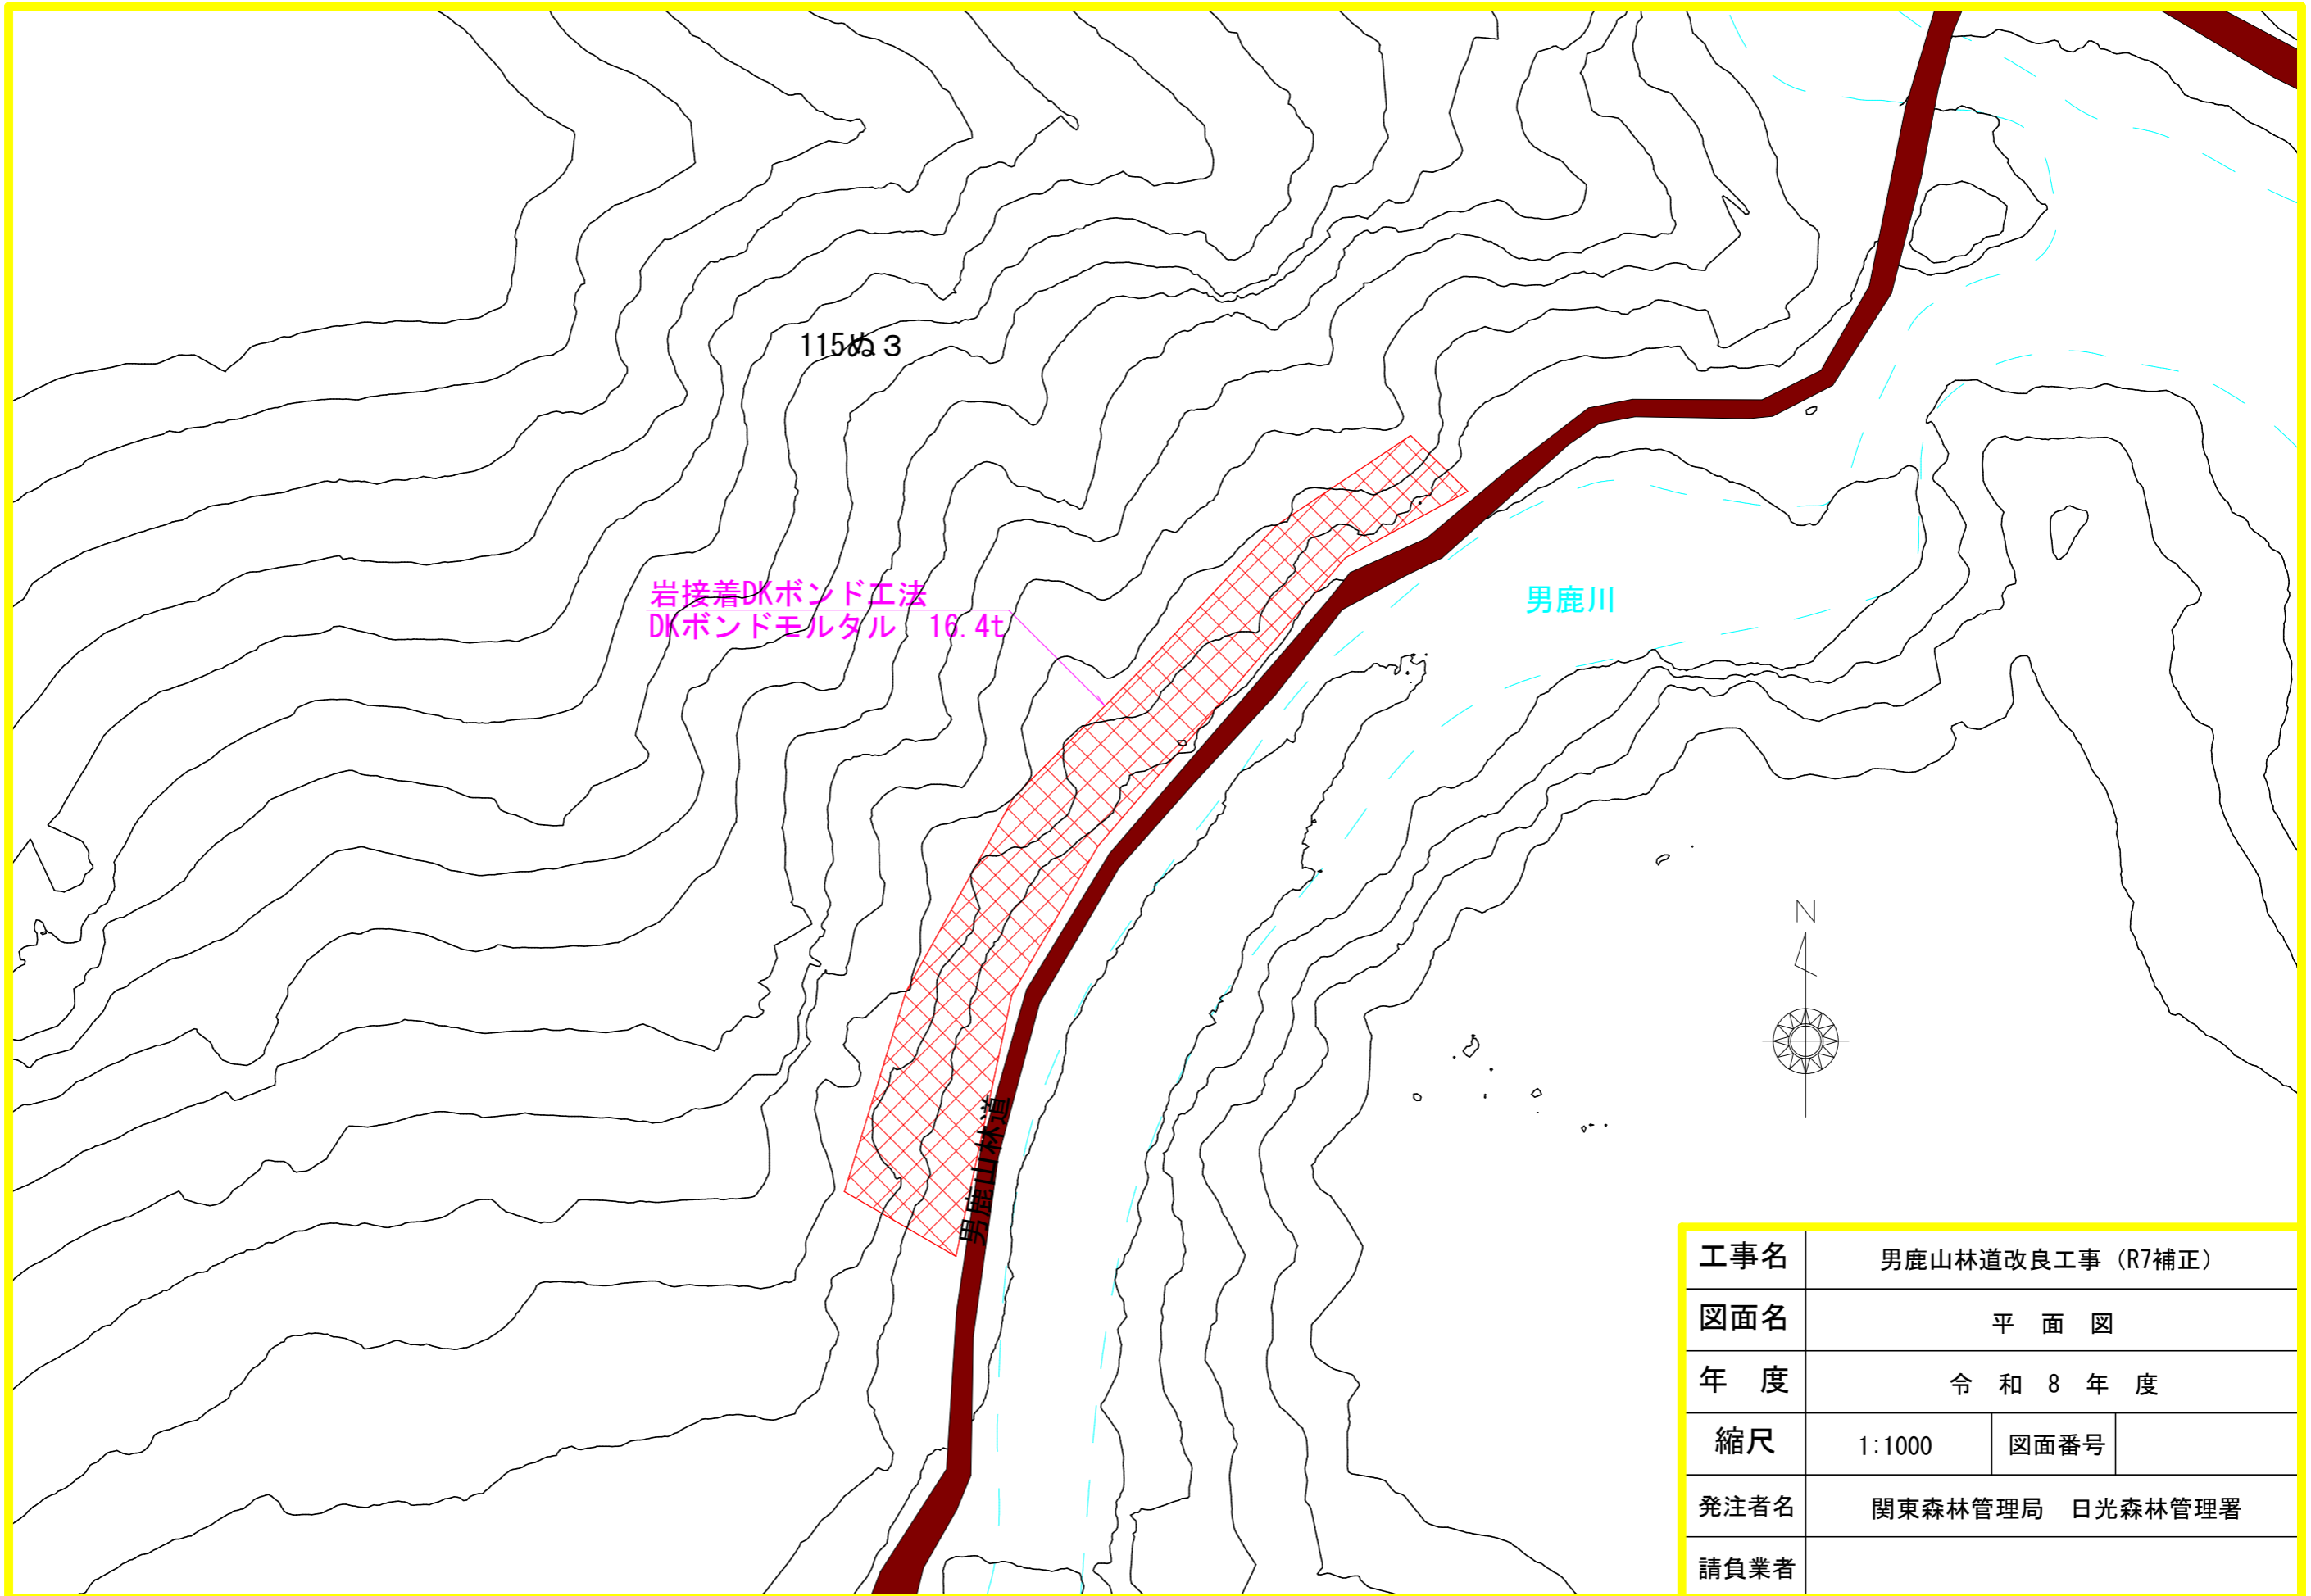 115ぬ3
岩接着DKボンド工法
DKボンドモルタル　16.4t
男鹿川
男鹿山林道
N
工事名　男鹿山林道改良工事（R7補正）
図面名　平　面　図
年　度　令　和　8　年　度
縮尺　1:1000　図面番号
発注者名　関東森林管理局　日光森林管理署
請負業者